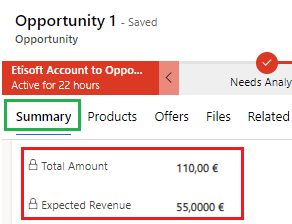 Opportunity 1 - Saved
Opportunity
Etisoft Account to Oppo...
Active for 22 hours
Needs Analy
Summary Products Offers Files Related
Total Amount 110,00 €
Expected Revenue 55,0000 €